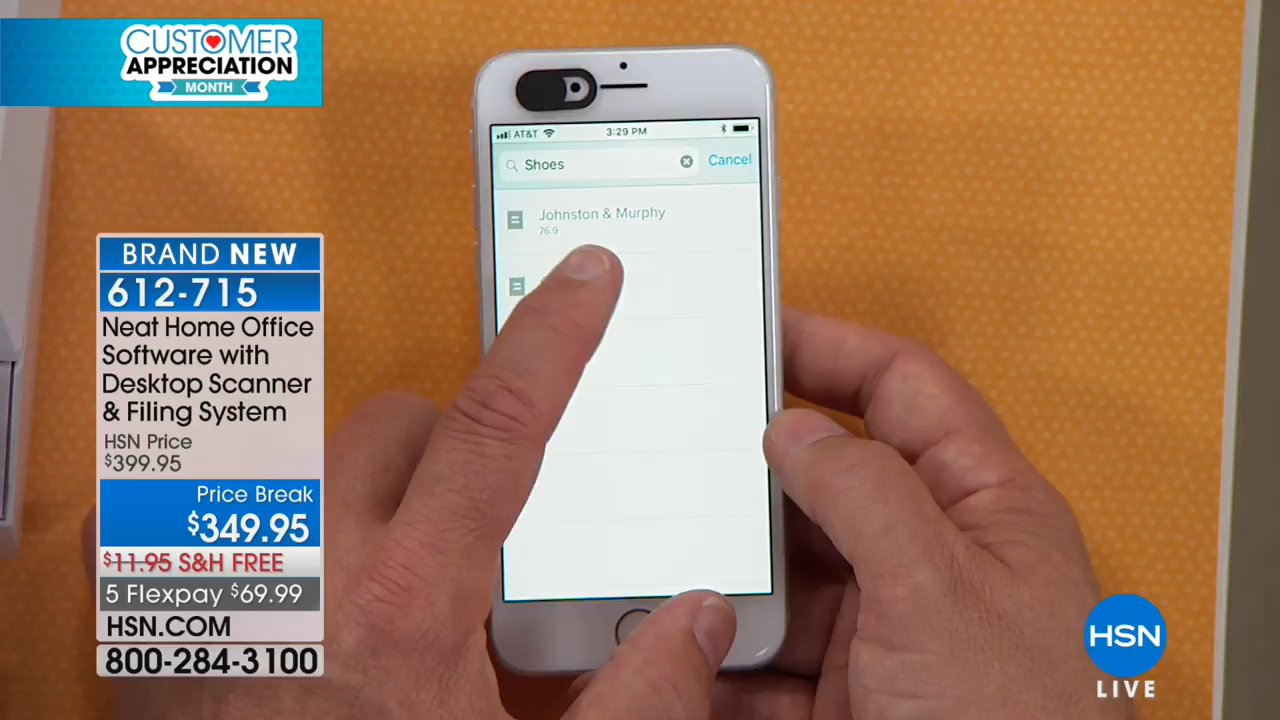 CUSTOMER
APPRECIATION
MONTH
AT&T
3:29 PM
Shoes
Cancel
Johnston & Murphy
76.9
BRAND NEW
612-715
Neat Home Office
Software with
Desktop Scanner
& Filing System
HSN Price
$399.95
Price Break
$349.95
$11.95 S&H FREE
5 Flexpay $69.99
HSN.COM
800-284-3100
HSN
LIVE